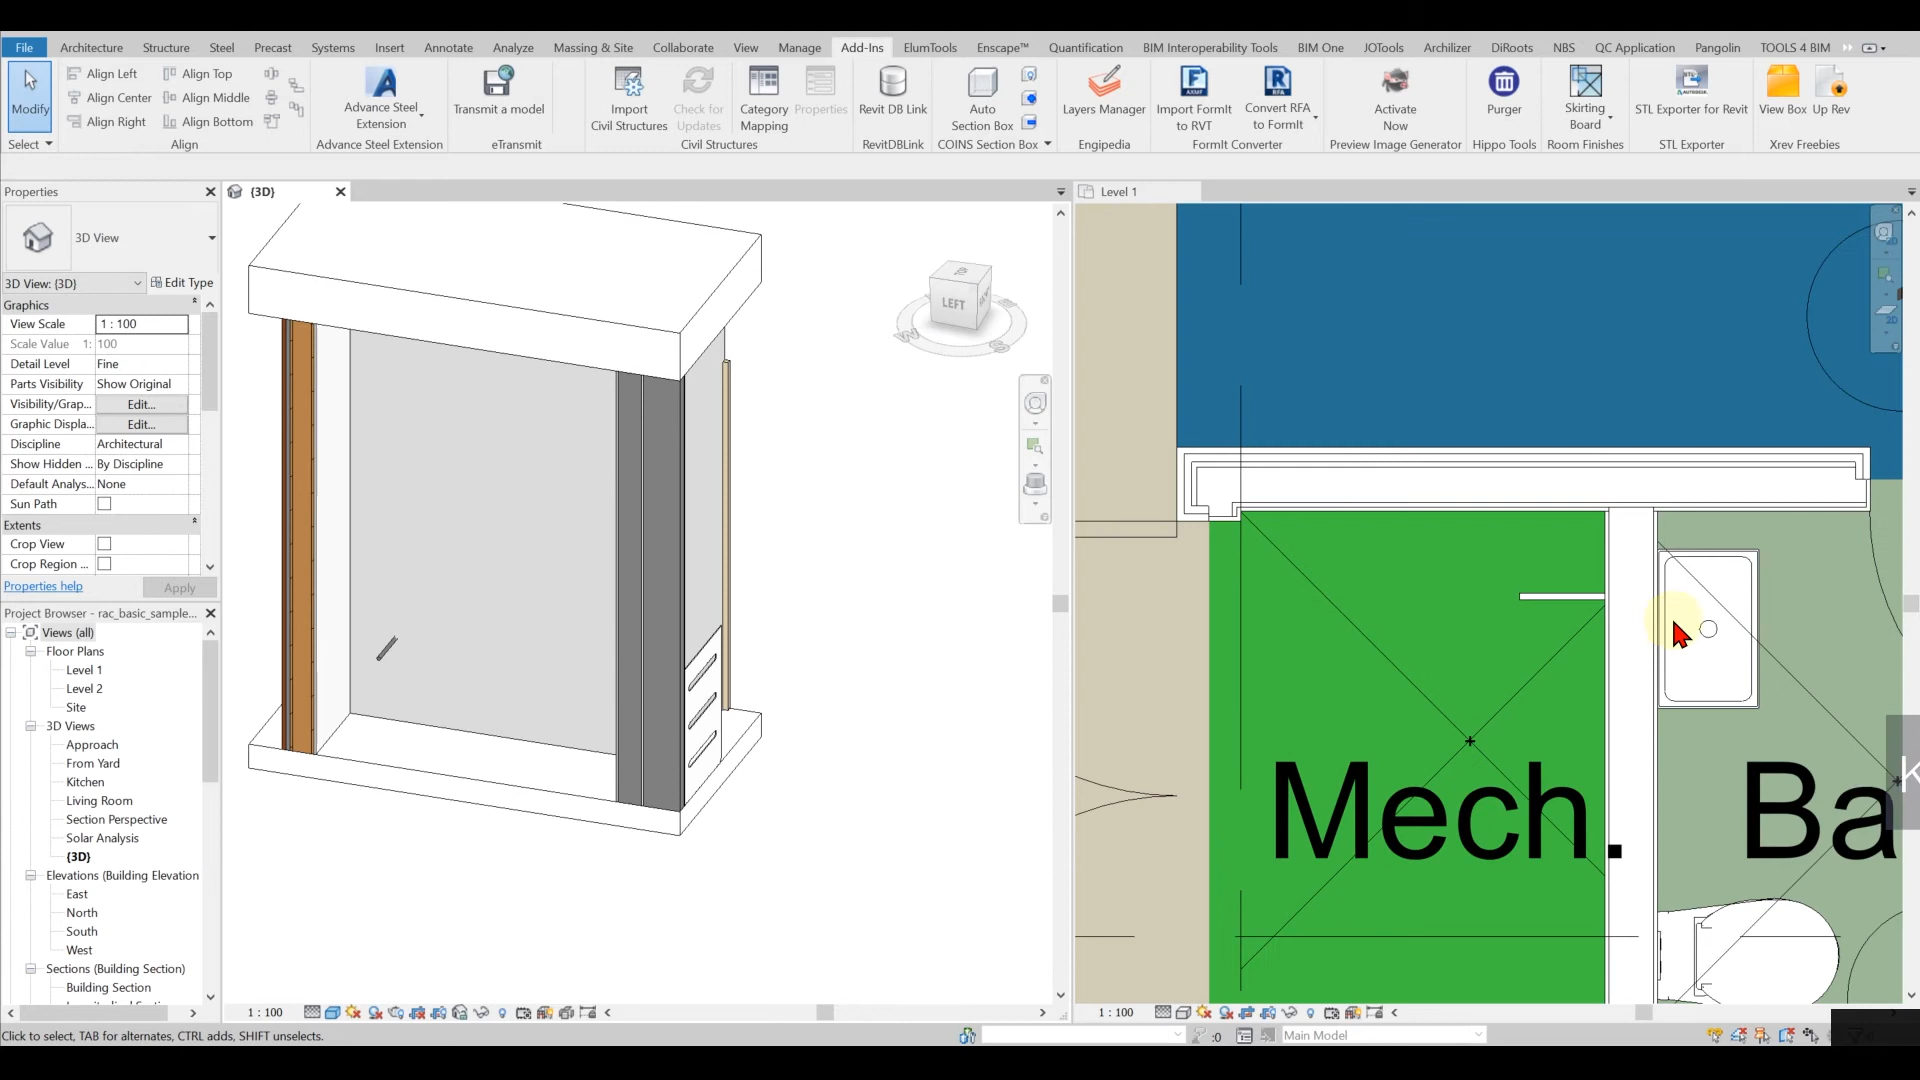 File Architecture Structure Steel Precast Systems Insert Annotate Analyze Massing & Site Collaborate View Manage Add-Ins ElumTools Enscape™ Quantification BIM Interoperability Tools BIM One JOTools Archilizer DiRoots NBS QC Application Pangolin TOOLS 4 BIM
Modify
Align Left
Align Top
Align Center
Align Middle
Align Right
Align Bottom
Advance Steel
Extension
Transmit a model
Import
Civil Structures
Check for
Updates
Category
Mapping
Properties
Revit DB Link
Auto
Section Box
Layers Manager
Import FormIt
to RVT
Convert RFA
to FormIt
Activate
Now
Purger
Skirting
Board
STL Exporter for Revit
View Box
Up Rev
Select
Align
Advance Steel Extension
eTransmit
Civil Structures
RevitDBLink
COINS Section Box
Engipedia
FormIt Converter
Preview Image Generator
Hippo Tools
Room Finishes
STL Exporter
Xrev Freebies
Properties
3D View
3D View: {3D}
Edit Type
Graphics
View Scale 1 : 100
Scale Value 1: 100
Detail Level Fine
Parts Visibility Show Original
Visibility/Grap... Edit...
Graphic Displa... Edit...
Discipline Architectural
Show Hidden ... By Discipline
Default Analys... None
Sun Path
Extents
Crop View
Crop Region ...
Properties help
Apply
Project Browser - rac_basic_sample...
Views (all)
Floor Plans
Level 1
Level 2
Site
3D Views
Approach
From Yard
Kitchen
Living Room
Section Perspective
Solar Analysis
{3D}
Elevations (Building Elevation
East
North
South
West
Sections (Building Section)
Building Section
{3D}
LEFT
W
S
1 : 100
Level 1
2D
2D
Mech.
Ba
1 : 100
Click to select, TAB for alternates, CTRL adds, SHIFT unselects.
:0
Main Model